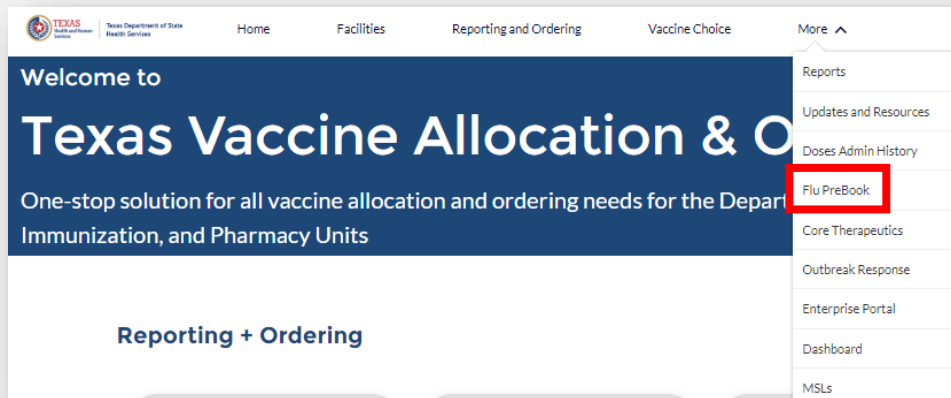 TEXAS
Health and Human
Services
Texas Department of State
Health Services
Home
Facilities
Reporting and Ordering
Vaccine Choice
More
Welcome to
Texas Vaccine Allocation & O
One-stop solution for all vaccine allocation and ordering needs for the Depart
Immunization, and Pharmacy Units
Reporting + Ordering
Reports
Updates and Resources
Doses Admin History
Flu PreBook
Core Therapeutics
Outbreak Response
Enterprise Portal
Dashboard
MSLs